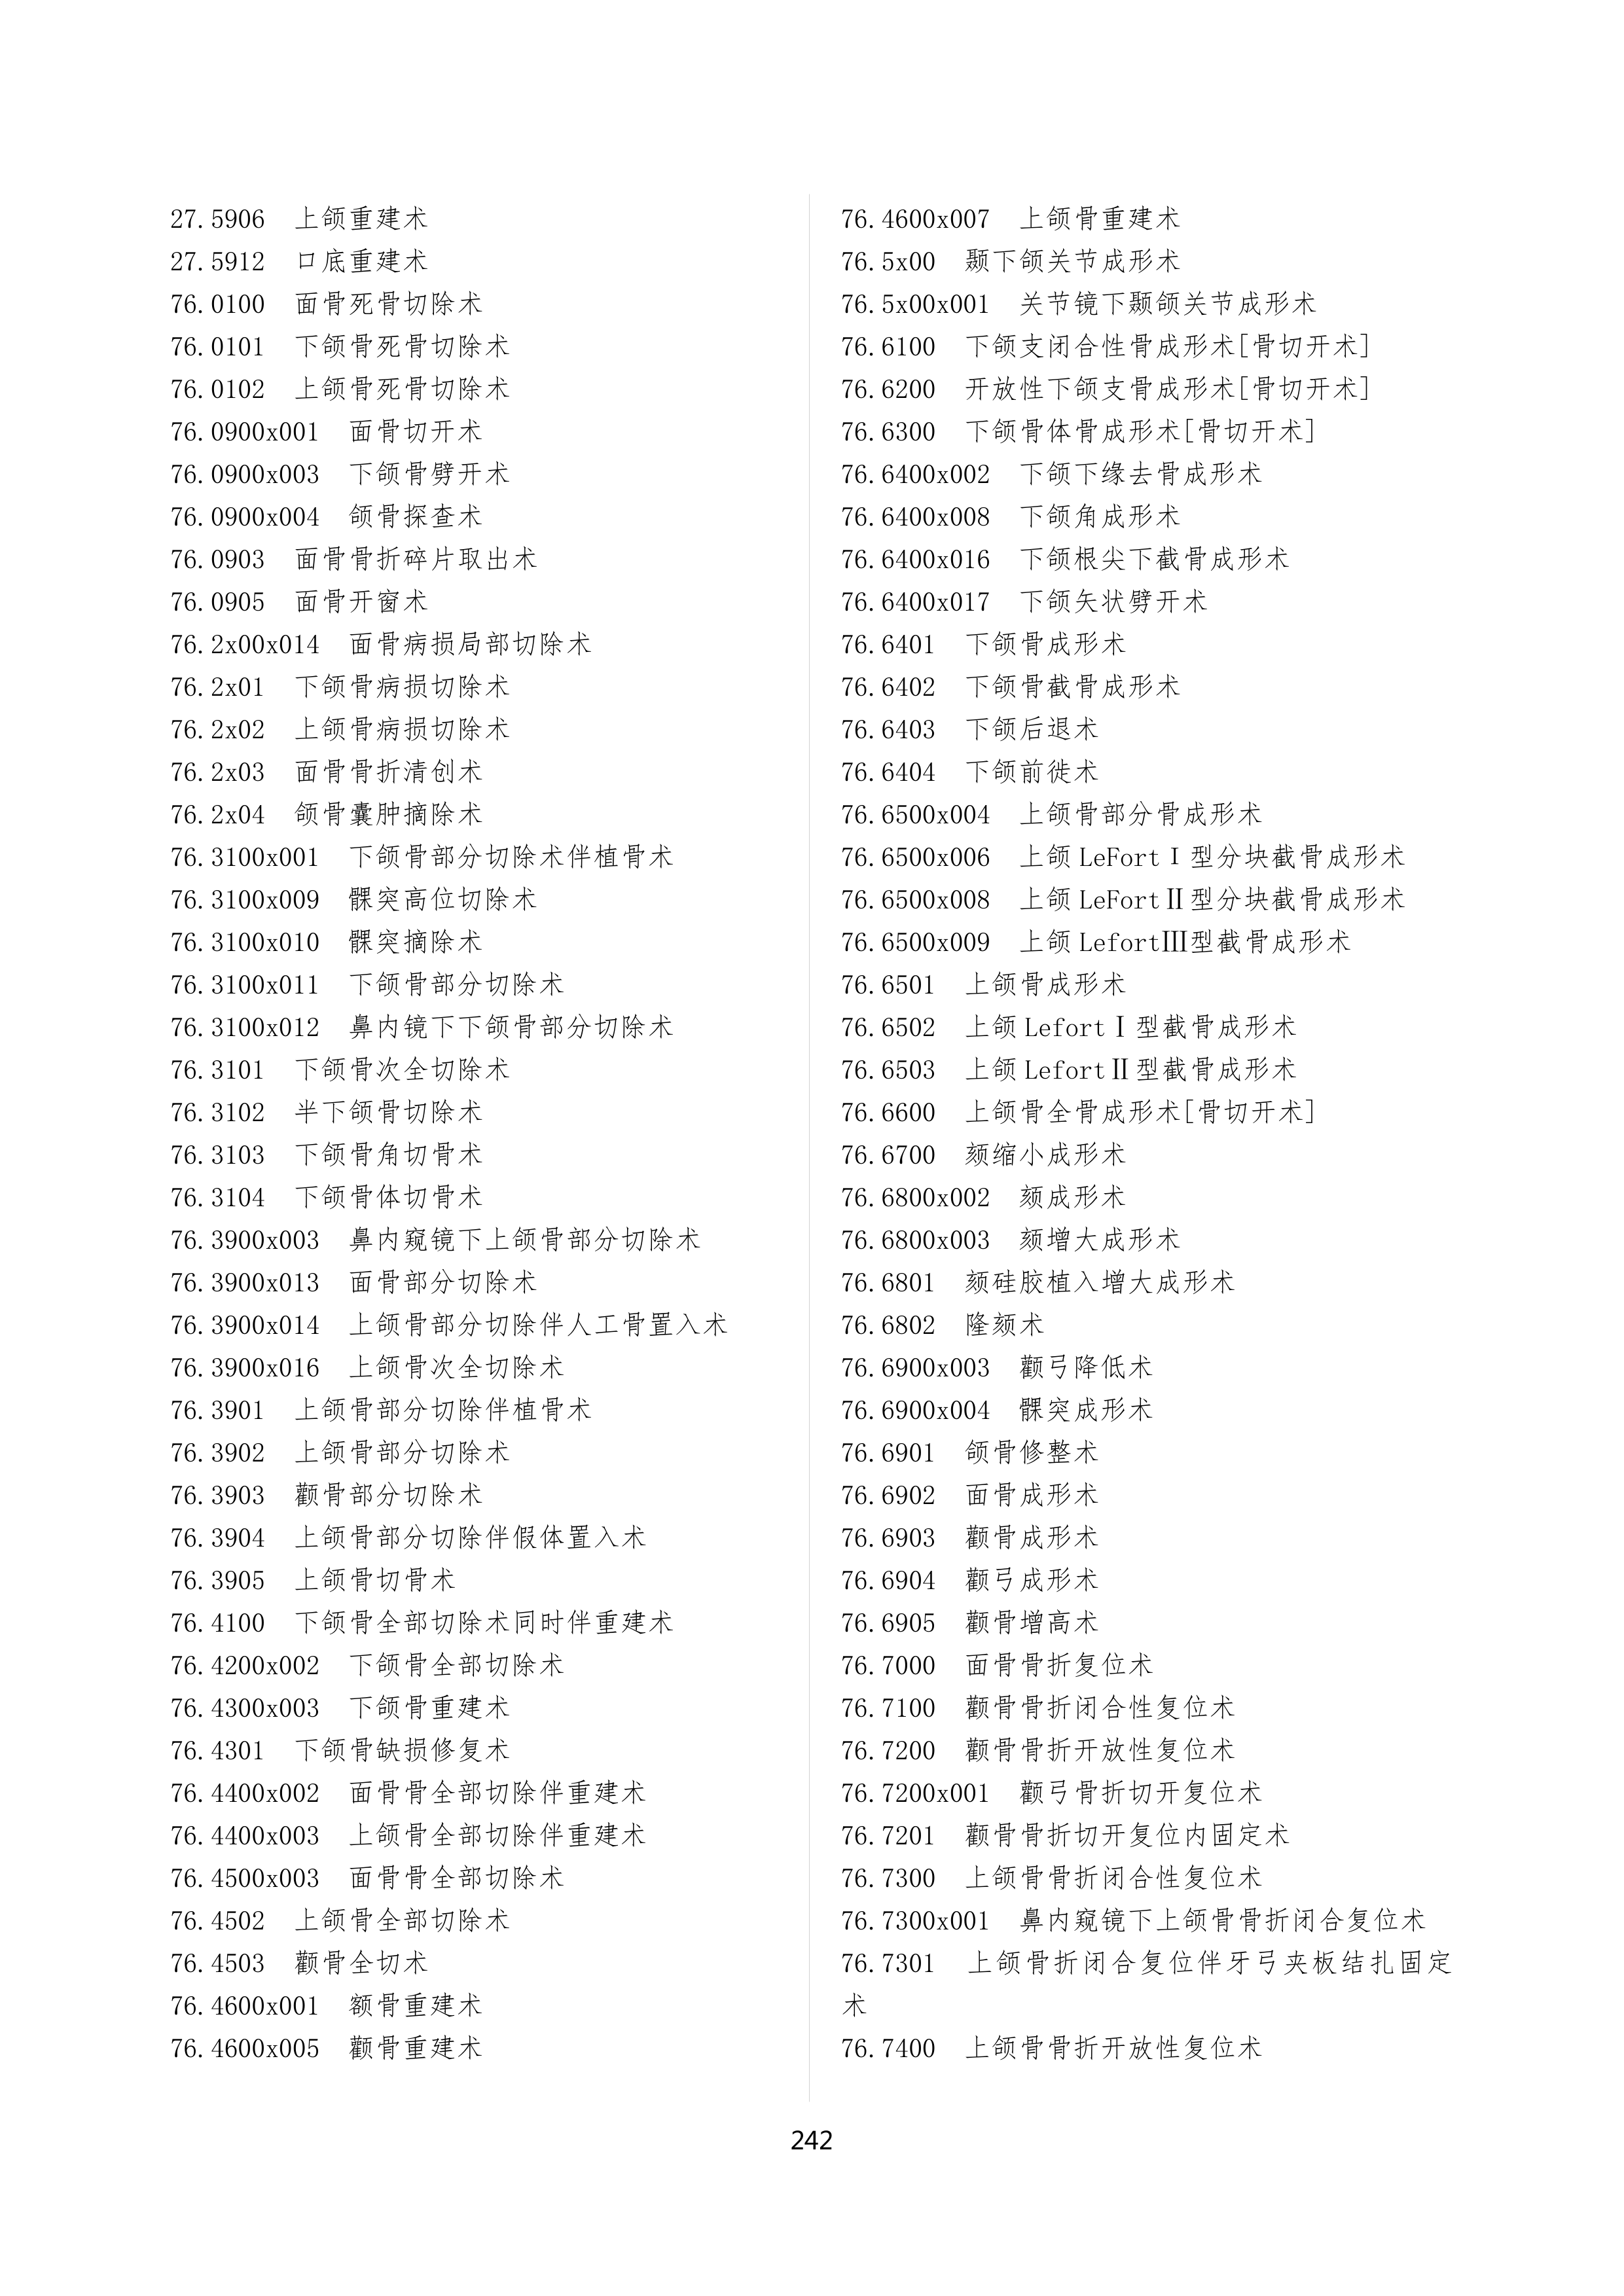 27.5906  上颌重建术
27.5912  口底重建术
76.0100  面骨死骨切除术
76.0101  下颌骨死骨切除术
76.0102  上颌骨死骨切除术
76.0900x001  面骨切开术
76.0900x003  下颌骨劈开术
76.0900x004  颌骨探查术
76.0903  面骨骨折碎片取出术
76.0905  面骨开窗术
76.2x00x014  面骨病损局部切除术
76.2x01  下颌骨病损切除术
76.2x02  上颌骨病损切除术
76.2x03  面骨骨折清创术
76.2x04  颌骨囊肿摘除术
76.3100x001  下颌骨部分切除术伴植骨术
76.3100x009  髁突高位切除术
76.3100x010  髁突摘除术
76.3100x011  下颌骨部分切除术
76.3100x012  鼻内镜下下颌骨部分切除术
76.3101  下颌骨次全切除术
76.3102  半下颌骨切除术
76.3103  下颌骨角切骨术
76.3104  下颌骨体切骨术
76.3900x003  鼻内窥镜下上颌骨部分切除术
76.3900x013  面骨部分切除术
76.3900x014  上颌骨部分切除伴人工骨置入术
76.3900x016  上颌骨次全切除术
76.3901  上颌骨部分切除伴植骨术
76.3902  上颌骨部分切除术
76.3903  颧骨部分切除术
76.3904  上颌骨部分切除伴假体置入术
76.3905  上颌骨切骨术
76.4100  下颌骨全部切除术同时伴重建术
76.4200x002  下颌骨全部切除术
76.4300x003  下颌骨重建术
76.4301  下颌骨缺损修复术
76.4400x002  面骨骨全部切除伴重建术
76.4400x003  上颌骨全部切除伴重建术
76.4500x003  面骨骨全部切除术
76.4502  上颌骨全部切除术
76.4503  颧骨全切术
76.4600x001  额骨重建术
76.4600x005  颧骨重建术
76.4600x007  上颌骨重建术
76.5x00  颞下颌关节成形术
76.5x00x001  关节镜下颞颌关节成形术
76.6100  下颌支闭合性骨成形术[骨切开术]
76.6200  开放性下颌支骨成形术[骨切开术]
76.6300  下颌骨体骨成形术[骨切开术]
76.6400x002  下颌下缘去骨成形术
76.6400x008  下颌角成形术
76.6400x016  下颌根尖下截骨成形术
76.6400x017  下颌矢状劈开术
76.6401  下颌骨成形术
76.6402  下颌骨截骨成形术
76.6403  下颌后退术
76.6404  下颌前徙术
76.6500x004  上颌骨部分骨成形术
76.6500x006  上颌 LeFortⅠ型分块截骨成形术
76.6500x008  上颌 LeFortⅡ型分块截骨成形术
76.6500x009  上颌 LefortⅢ型截骨成形术
76.6501  上颌骨成形术
76.6502  上颌 LefortⅠ型截骨成形术
76.6503  上颌 LefortⅡ型截骨成形术
76.6600  上颌骨全骨成形术[骨切开术]
76.6700  颏缩小成形术
76.6800x002  颏成形术
76.6800x003  颏增大成形术
76.6801  颏硅胶植入增大成形术
76.6802  隆颏术
76.6900x003  颧弓降低术
76.6900x004  髁突成形术
76.6901  颌骨修整术
76.6902  面骨成形术
76.6903  颧骨成形术
76.6904  颧弓成形术
76.6905  颧骨增高术
76.7000  面骨骨折复位术
76.7100  颧骨骨折闭合性复位术
76.7200  颧骨骨折开放性复位术
76.7200x001  颧弓骨折切开复位术
76.7201  颧骨骨折切开复位内固定术
76.7300  上颌骨骨折闭合性复位术
76.7300x001  鼻内窥镜下上颌骨骨折闭合复位术
76.7301  上颌骨折闭合复位伴牙弓夹板结扎固定
术
76.7400  上颌骨骨折开放性复位术
242